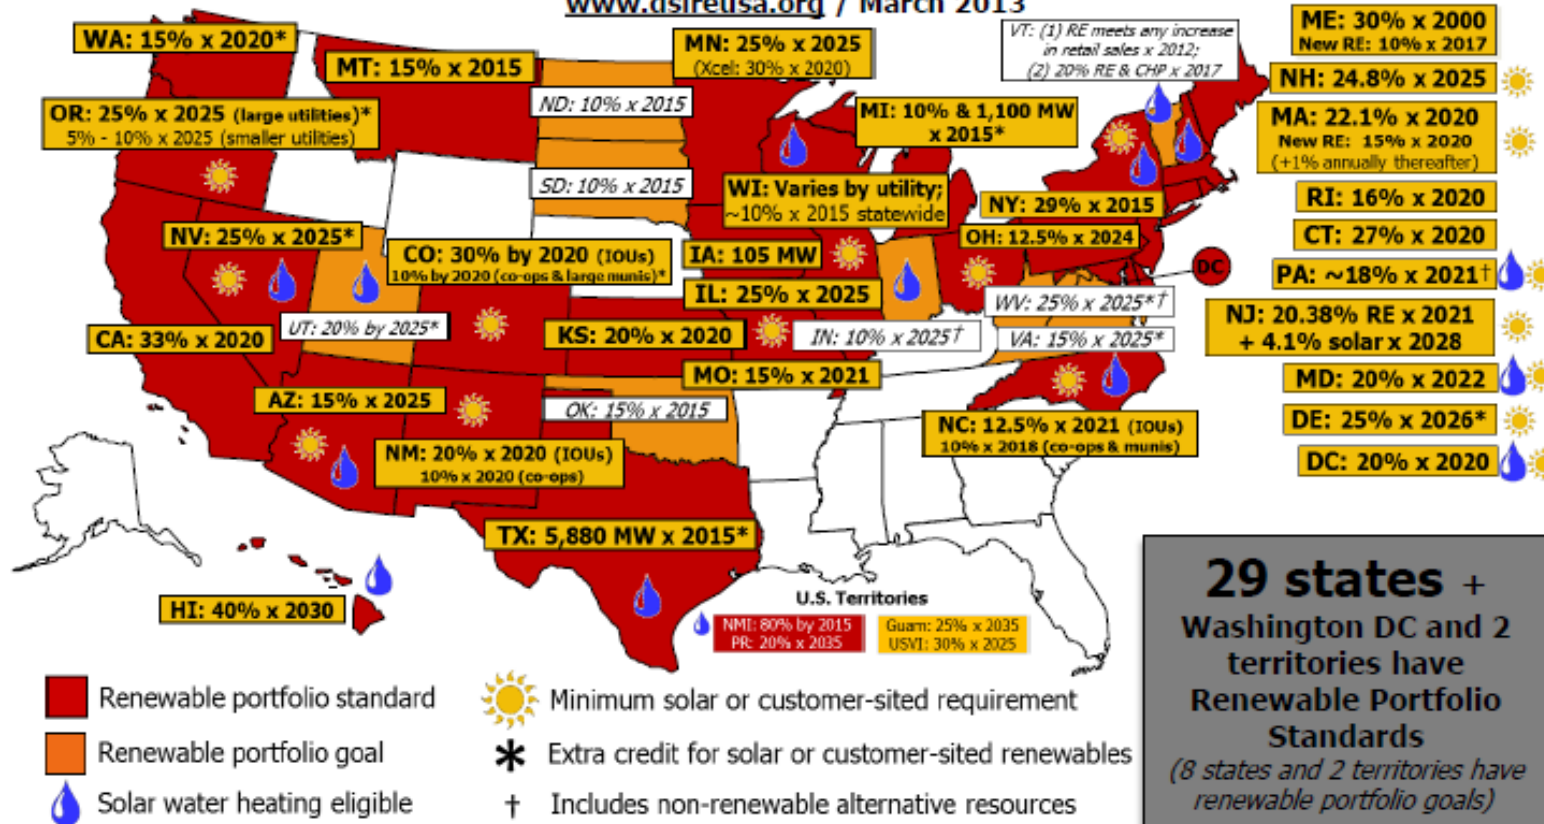 www.dsireusa.org / March 2013
WA: 15% x 2020*
MT: 15% x 2015
MN: 25% x 2025
(Xcel: 30% x 2020)
VT: (1) RE meets any increase
in retail sales x 2012;
(2) 20% RE & CHP x 2017
ME: 30% x 2000
New RE: 10% x 2017
NH: 24.8% x 2025
OR: 25% x 2025 (large utilities)*
5% - 10% x 2025 (smaller utilities)
ND: 10% x 2015
MI: 10% & 1,100 MW
x 2015*
MA: 22.1% x 2020
New RE: 15% x 2020
(+1% annually thereafter)
SD: 10% x 2015
WI: Varies by utility;
~10% x 2015 statewide
NY: 29% x 2015
RI: 16% x 2020
NV: 25% x 2025*
CO: 30% by 2020 (IOUs)
10% by 2020 (co-ops & large munis)*
IA: 105 MW
OH: 12.5% x 2024
CT: 27% x 2020
DC
PA: ~18% x 2021†
IL: 25% x 2025
WV: 25% x 2025*†
CA: 33% x 2020
UT: 20% by 2025*
KS: 20% x 2020
IN: 10% x 2025†
VA: 15% x 2025*
NJ: 20.38% RE x 2021
+ 4.1% solar x 2028
MO: 15% x 2021
MD: 20% x 2022
AZ: 15% x 2025
OK: 15% x 2015
NC: 12.5% x 2021 (IOUs)
10% x 2018 (co-ops & munis)
DE: 25% x 2026*
NM: 20% x 2020 (IOUs)
10% x 2020 (co-ops)
DC: 20% x 2020
TX: 5,880 MW x 2015*
HI: 40% x 2030
U.S. Territories
NMI: 80% by 2015
PR: 20% x 2035
Guam: 25% x 2035
USVI: 30% x 2025
29 states +
Washington DC and 2
territories have
Renewable Portfolio
Standards
(8 states and 2 territories have
renewable portfolio goals)
Renewable portfolio standard
Minimum solar or customer-sited requirement
Renewable portfolio goal
* Extra credit for solar or customer-sited renewables
Solar water heating eligible
† Includes non-renewable alternative resources